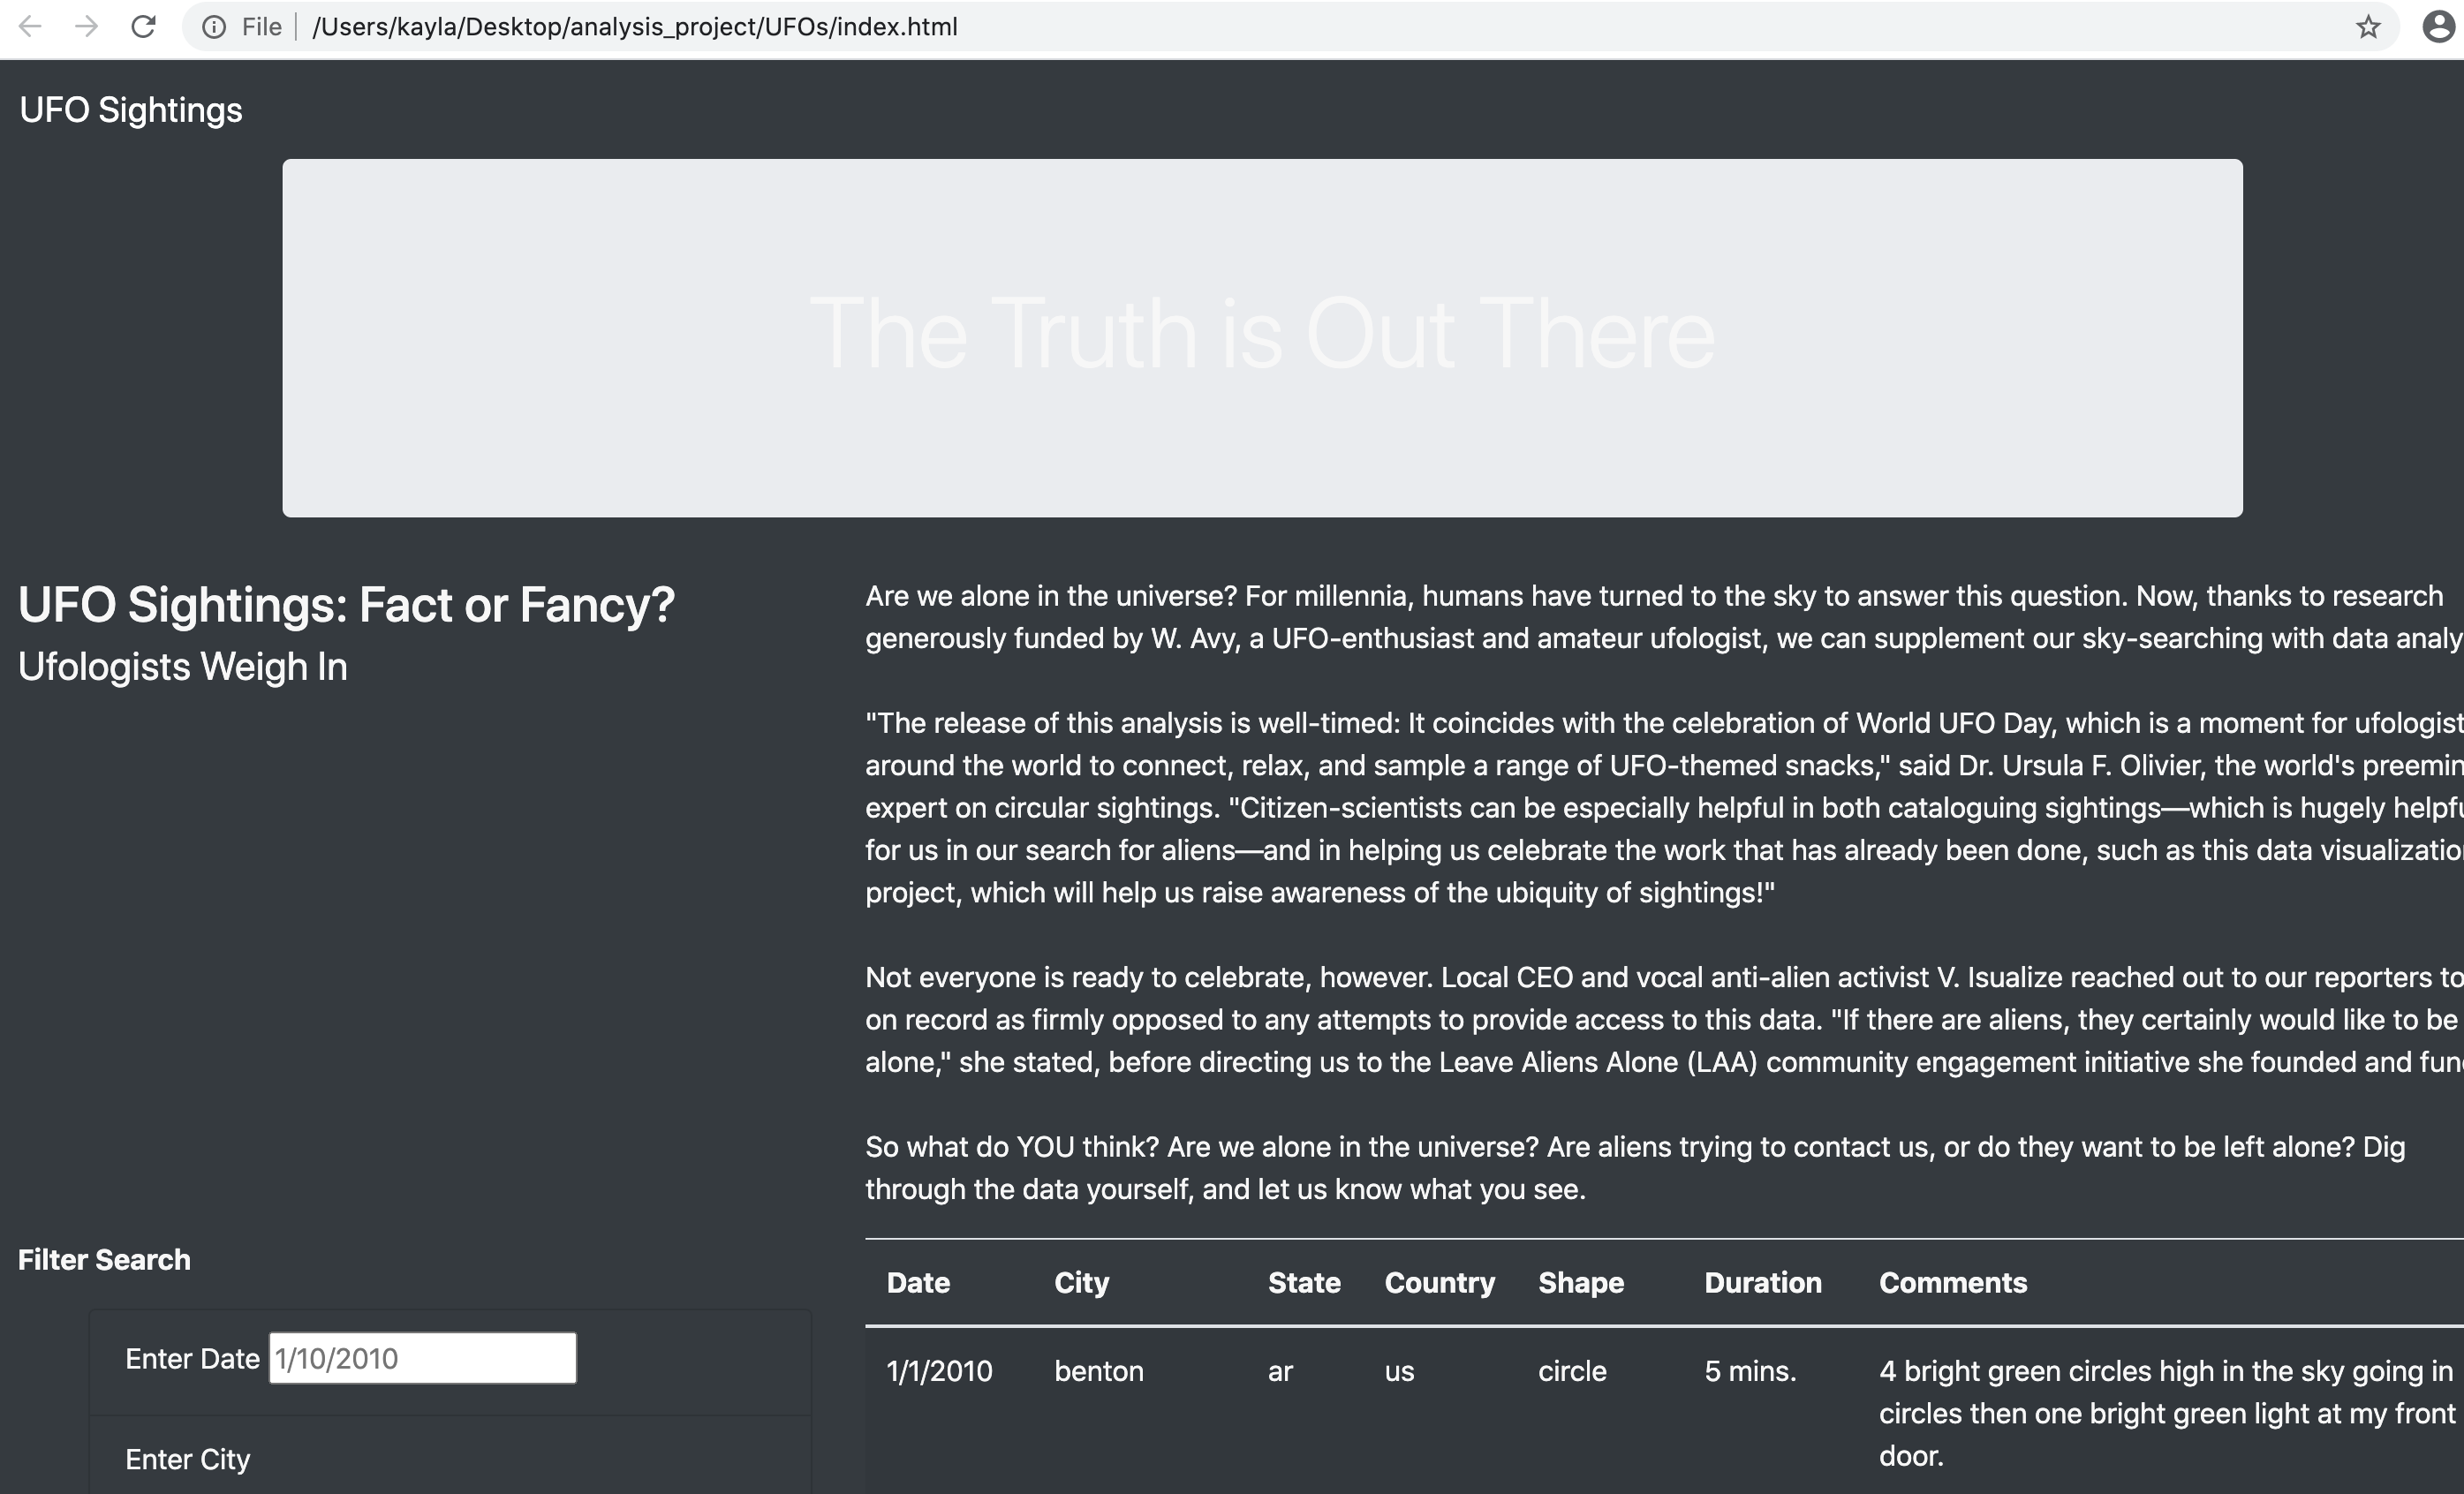 File /Users/kayla/Desktop/analysis_project/UFOs/index.html
UFO Sightings
The Truth is Out There
UFO Sightings: Fact or Fancy?
Ufologists Weigh In
Are we alone in the universe? For millennia, humans have turned to the sky to answer this question. Now, thanks to research
generously funded by W. Avy, a UFO-enthusiast and amateur ufologist, we can supplement our sky-searching with data analy
"The release of this analysis is well-timed: It coincides with the celebration of World UFO Day, which is a moment for ufologist
around the world to connect, relax, and sample a range of UFO-themed snacks," said Dr. Ursula F. Olivier, the world's preemin
expert on circular sightings. "Citizen-scientists can be especially helpful in both cataloguing sightings—which is hugely helpfu
for us in our search for aliens—and in helping us celebrate the work that has already been done, such as this data visualizatio
project, which will help us raise awareness of the ubiquity of sightings!"
Not everyone is ready to celebrate, however. Local CEO and vocal anti-alien activist V. Isualize reached out to our reporters to
on record as firmly opposed to any attempts to provide access to this data. "If there are aliens, they certainly would like to be
alone," she stated, before directing us to the Leave Aliens Alone (LAA) community engagement initiative she founded and fun
So what do YOU think? Are we alone in the universe? Are aliens trying to contact us, or do they want to be left alone? Dig
through the data yourself, and let us know what you see.
Filter Search
Enter Date 1/10/2010
Enter City
Date City State Country Shape Duration Comments
1/1/2010 benton ar us circle 5 mins. 4 bright green circles high in the sky going in
circles then one bright green light at my front
door.